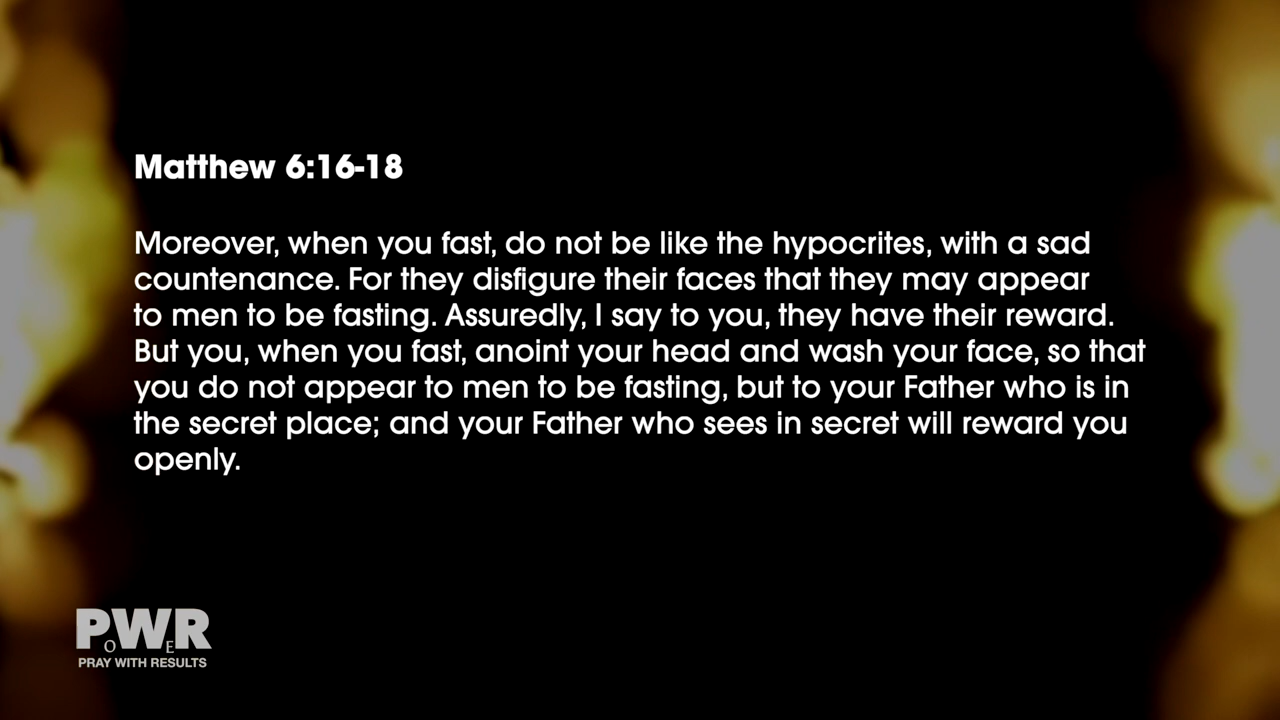 Matthew 6:16-18
Moreover, when you fast, do not be like the hypocrites, with a sad
countenance. For they disfigure their faces that they may appear
to men to be fasting. Assuredly, I say to you, they have their reward.
But you, when you fast, anoint your head and wash your face, so that
you do not appear to men to be fasting, but to your Father who is in
the secret place; and your Father who sees in secret will reward you
openly.
POWER
PRAY WITH RESULTS